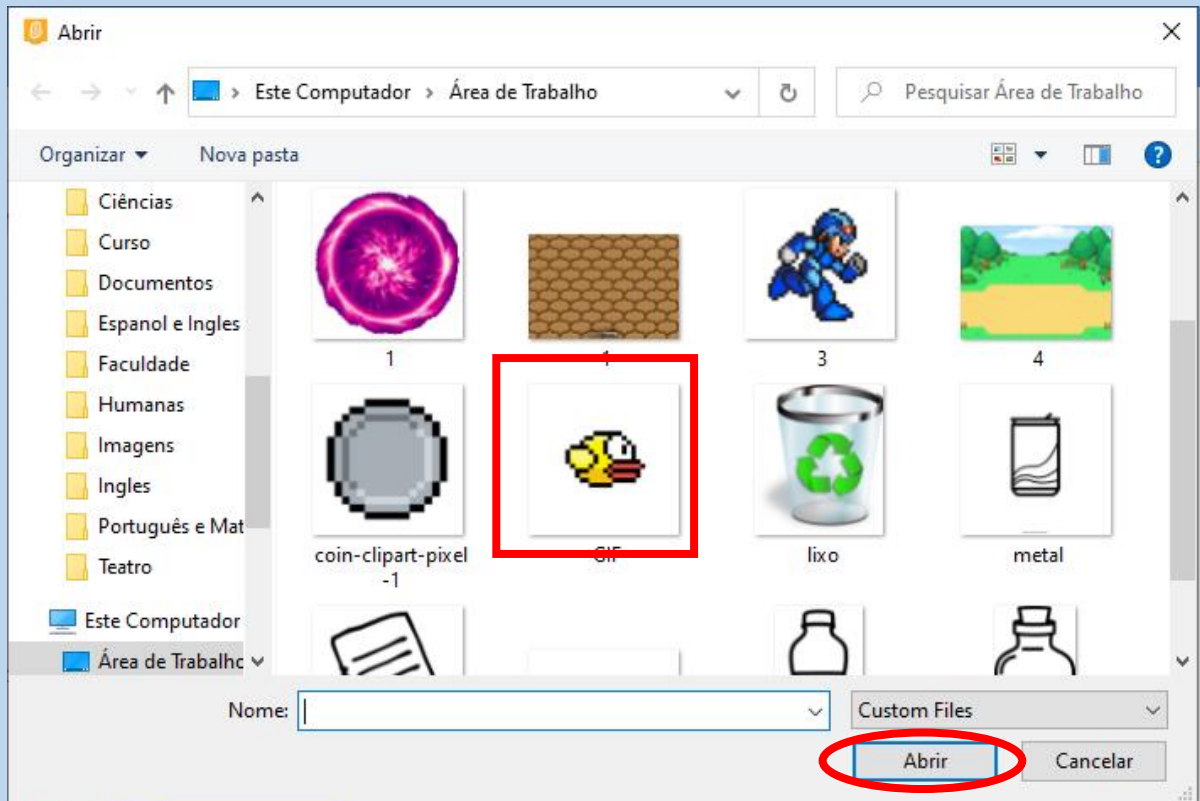 Abrir
Este Computador > Área de Trabalho
Pesquisar Área de Trabalho
Organizar
Nova pasta
Ciências
Curso
Documentos
Espanol e Ingles
Faculdade
Humanas
Imagens
Ingles
Português e Mat
Teatro
Este Computador
Área de Trabalho
1
3
4
coin-clipart-pixel
-1
GIF
lixo
metal
Nome:
Custom Files
Abrir
Cancelar